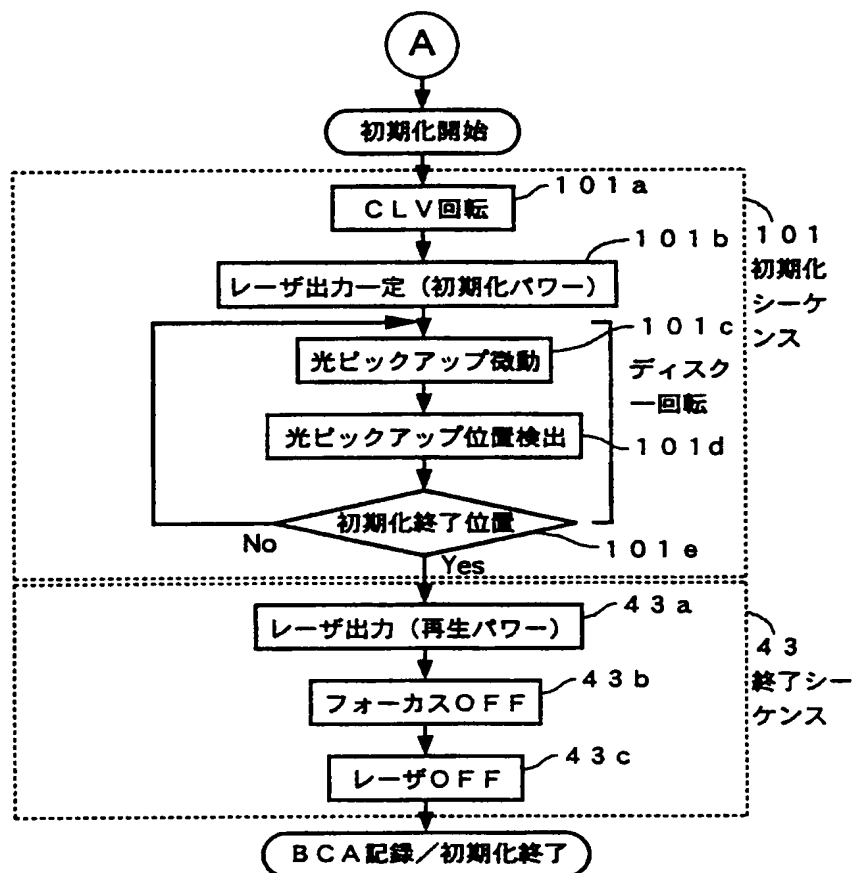 A
初期化開始
101a
CLV回転
101b
レーザ出力一定(初期化パワー)
101
初期化
シーケ
ンス
101c
光ピックアップ微動
ディスク
一回転
光ピックアップ位置検出
101d
初期化終了位置
No
101e
Yes
43a
レーザ出力(再生パワー)
43
終了シー
ケンス
43b
フォーカスOFF
43c
レーザOFF
BCA記録/初期化終了